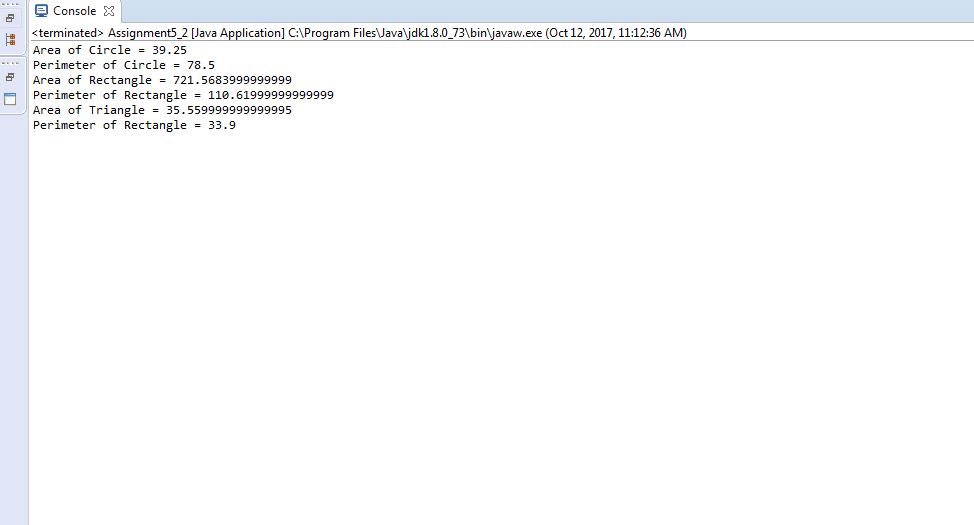 Console
<terminated> Assignment5_2 [Java Application] C:\Program Files\Java\jdk1.8.0_73\bin\javaw.exe (Oct 12, 2017, 11:12:36 AM)
Area of Circle = 39.25
Perimeter of Circle = 78.5
Area of Rectangle = 721.5683999999999
Perimeter of Rectangle = 110.61999999999999
Area of Triangle = 35.559999999999995
Perimeter of Rectangle = 33.9